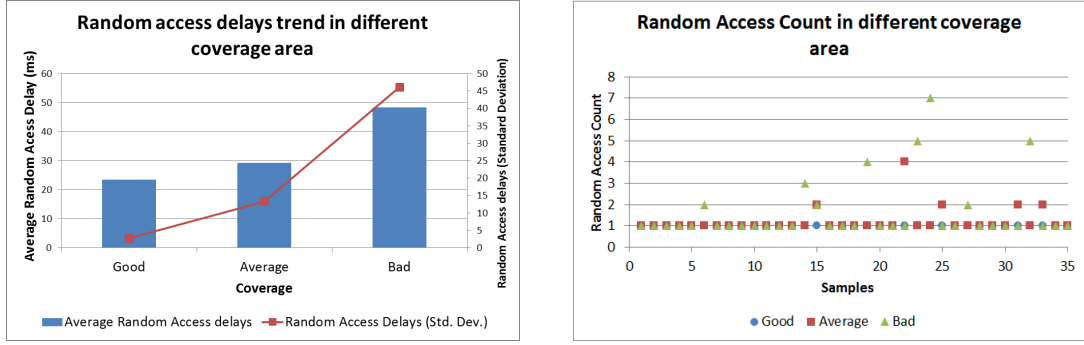 Random access delays trend in different
coverage area
Average Random Access Delay (ms)
60
50
40
30
20
10
0
50
45
40
35
30
25
20
15
10
5
0
Random Access delays (Standard Deviation)
Good Average Bad
Coverage
Average Random Access delays Random Access Delays (Std. Dev.)
Random Access Count in different coverage
area
Random Access Count
8
7
6
5
4
3
2
1
0
0 5 10 15 20 25 30 35
Samples
Good Average Bad